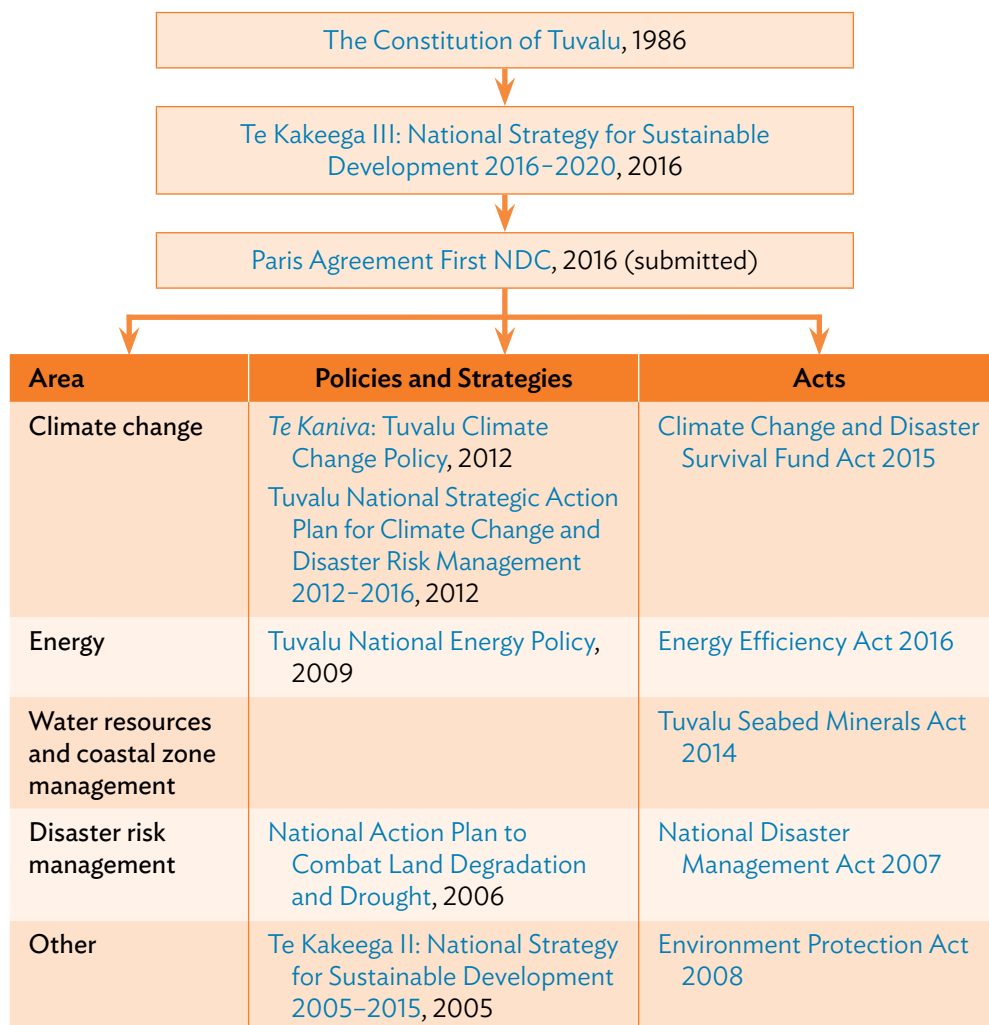 The Constitution of Tuvalu, 1986
Te Kakeega III: National Strategy for Sustainable
Development 2016–2020, 2016
Paris Agreement First NDC, 2016 (submitted)
Area
Policies and Strategies
Acts
Climate change
Te Kaniva: Tuvalu Climate
Change Policy, 2012
Tuvalu National Strategic Action
Plan for Climate Change and
Disaster Risk Management
2012–2016, 2012
Climate Change and Disaster
Survival Fund Act 2015
Energy
Tuvalu National Energy Policy,
2009
Energy Efficiency Act 2016
Water resources
and coastal zone
management
Tuvalu Seabed Minerals Act
2014
Disaster risk
management
National Action Plan to
Combat Land Degradation
and Drought, 2006
National Disaster
Management Act 2007
Other
Te Kakeega II: National Strategy
for Sustainable Development
2005–2015, 2005
Environment Protection Act
2008